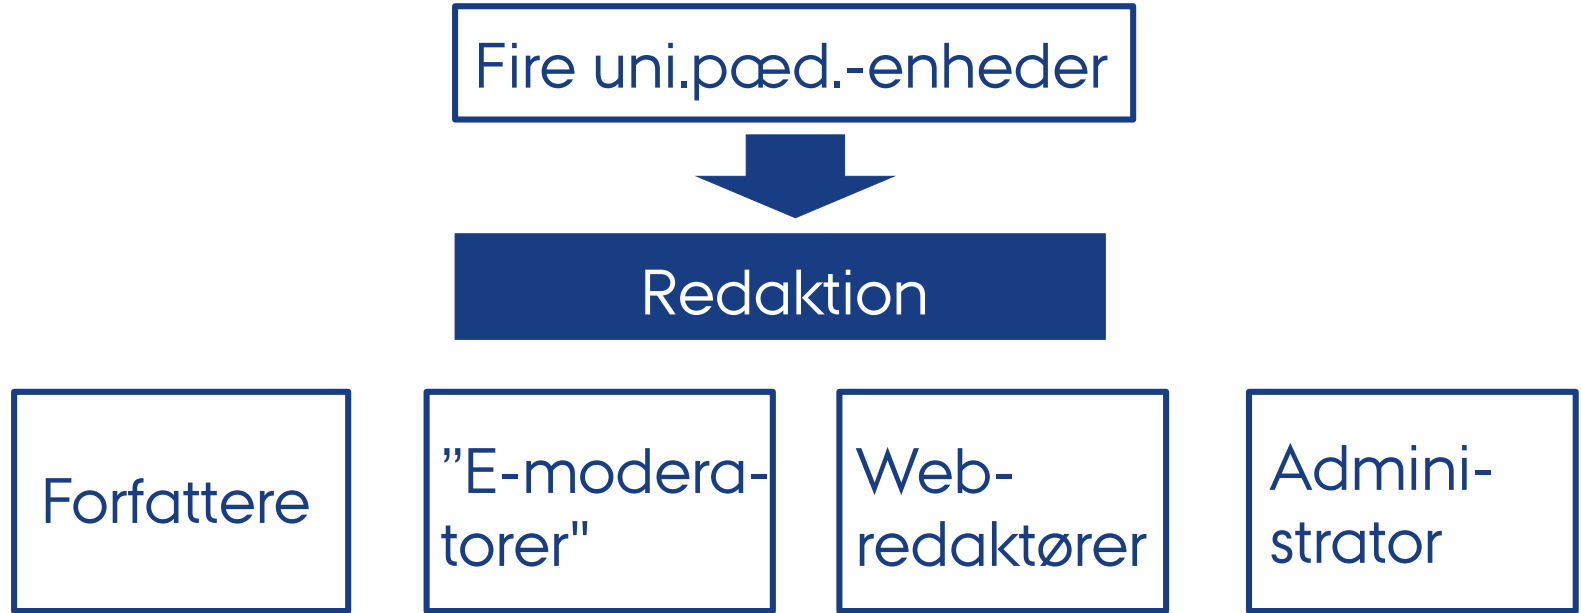 Fire uni.pæd.-enheder
Redaktion
Forfattere
”E-modera-
torer"
Web-
redaktører
Admini-
strator